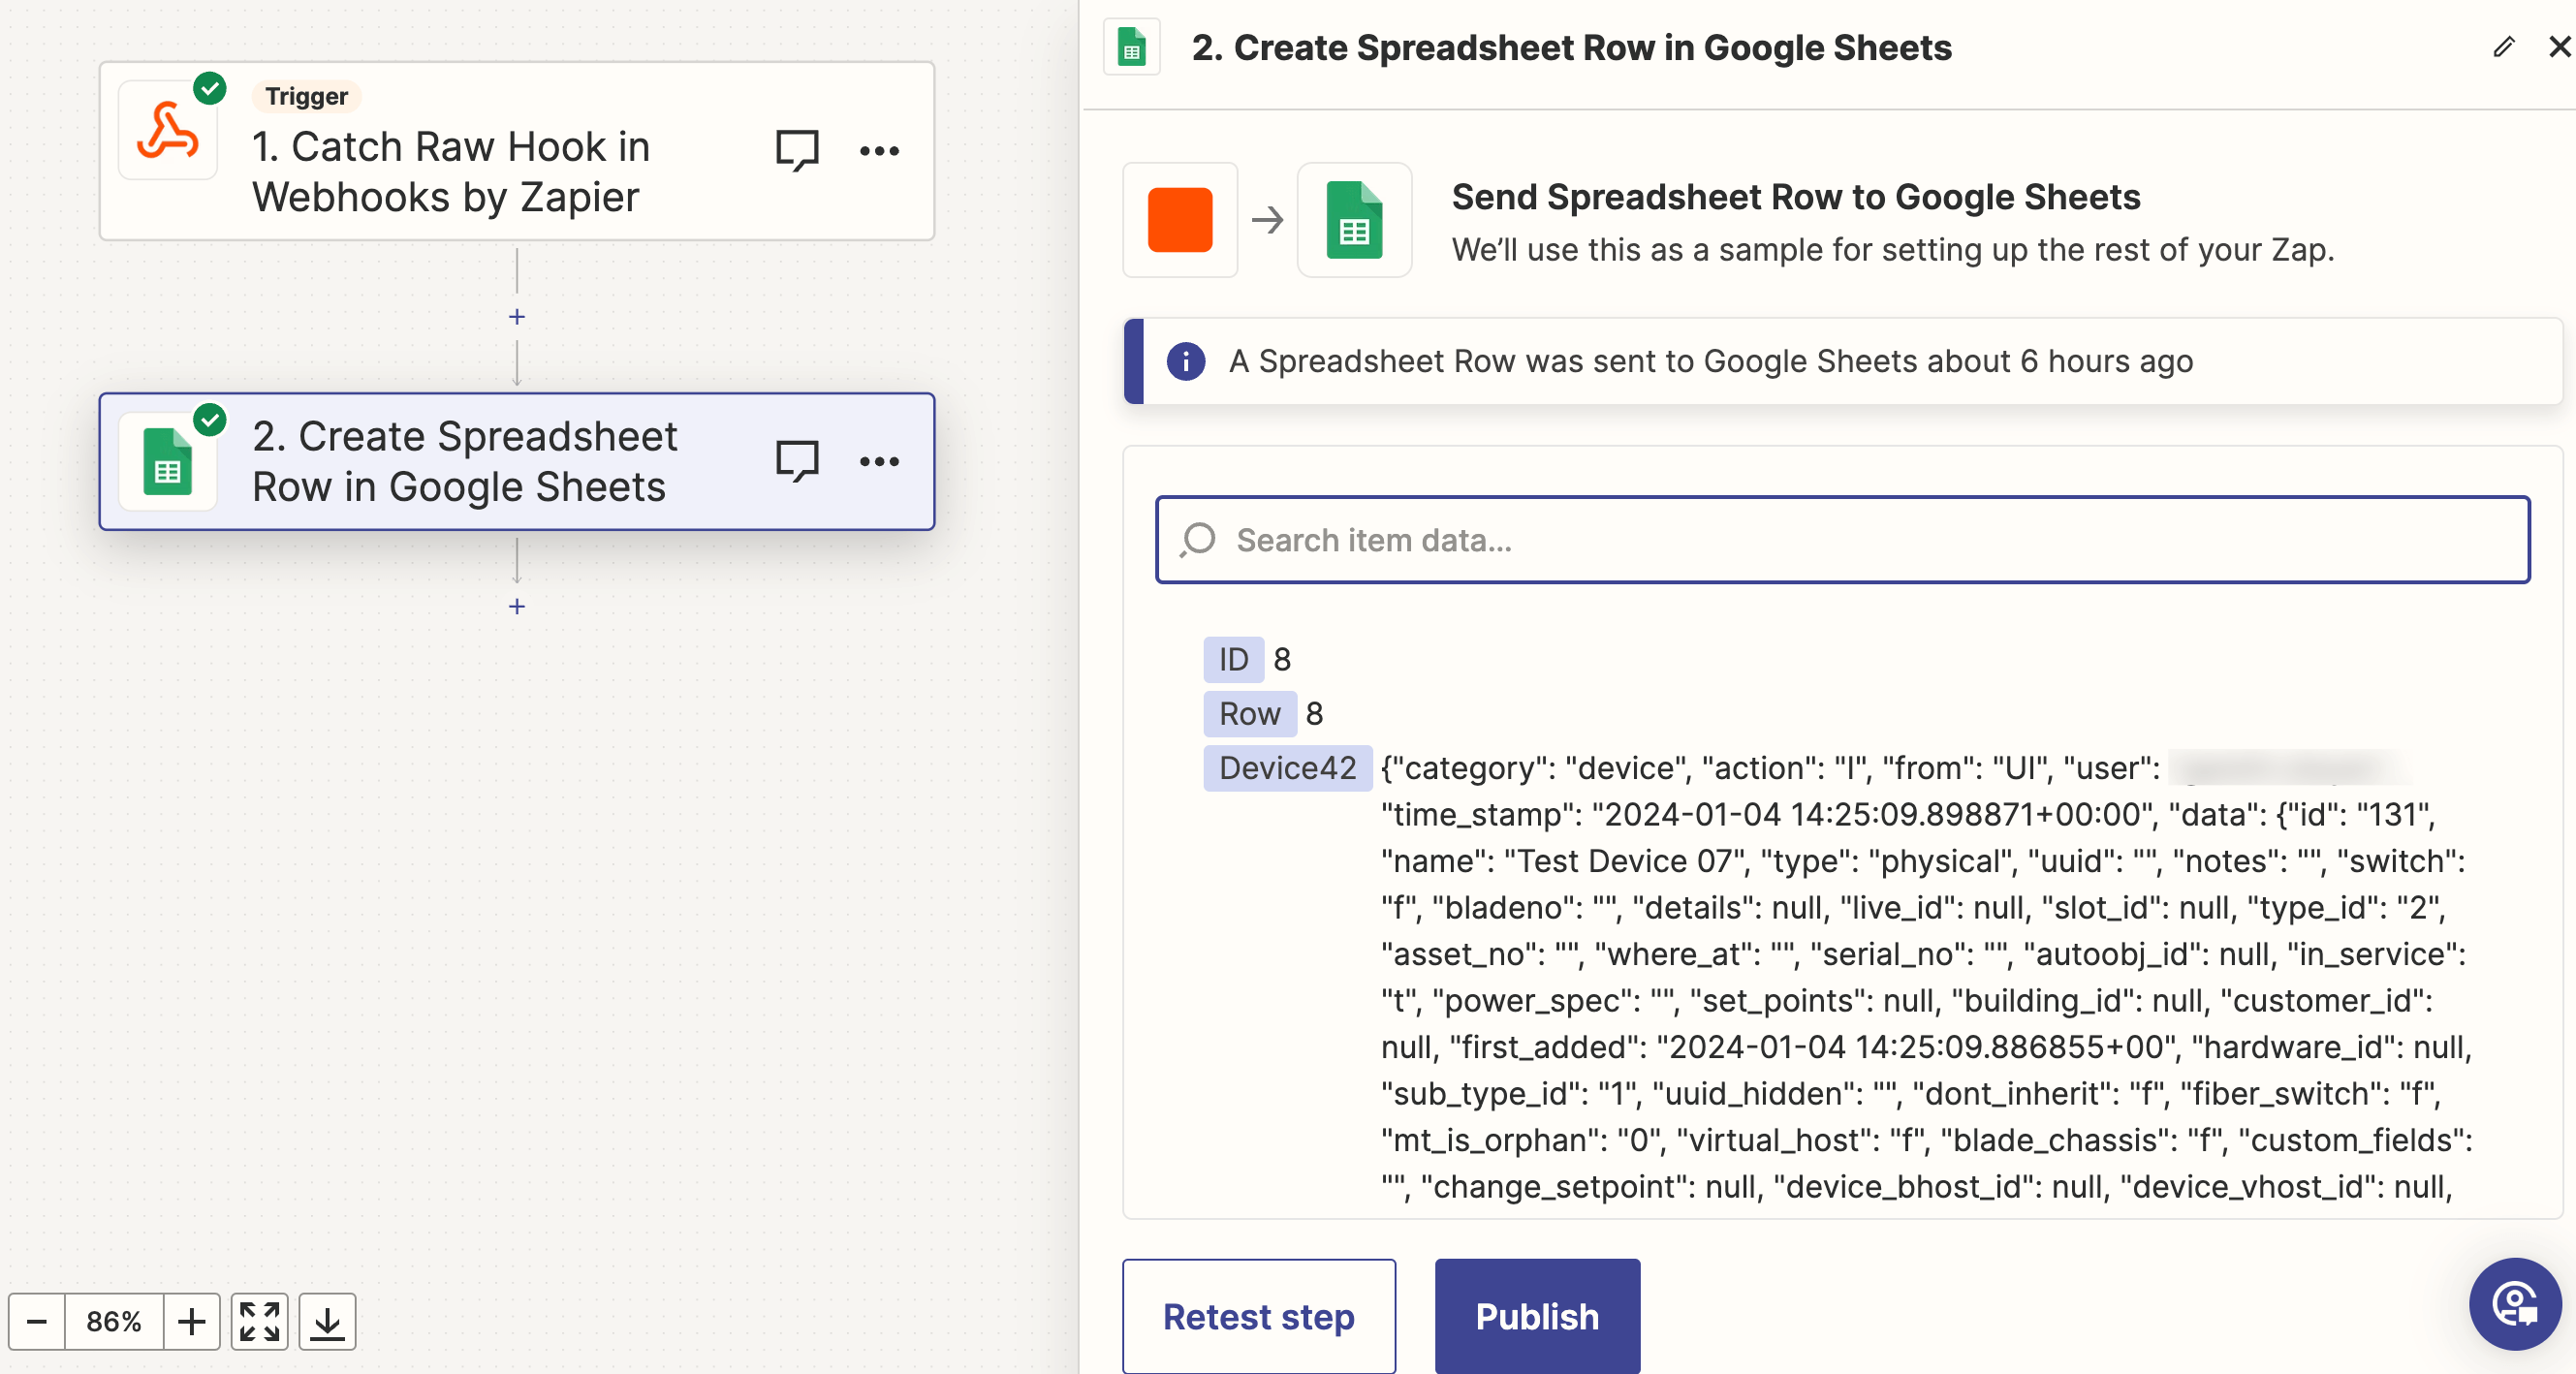 Trigger
1. Catch Raw Hook in
Webhooks by Zapier
2. Create Spreadsheet
Row in Google Sheets
86%
2. Create Spreadsheet Row in Google Sheets
Send Spreadsheet Row to Google Sheets
We’ll use this as a sample for setting up the rest of your Zap.
A Spreadsheet Row was sent to Google Sheets about 6 hours ago
Search item data...
ID 8
Row 8
Device42 {"category": "device", "action": "I", "from": "UI", "user":
"time_stamp": "2024-01-04 14:25:09.898871+00:00", "data": {"id": "131",
"name": "Test Device 07", "type": "physical", "uuid": "", "notes": "", "switch":
"f", "bladeno": "", "details": null, "live_id": null, "slot_id": null, "type_id": "2",
"asset_no": "", "where_at": "", "serial_no": "", "autoobj_id": null, "in_service":
"t", "power_spec": "", "set_points": null, "building_id": null, "customer_id":
null, "first_added": "2024-01-04 14:25:09.886855+00", "hardware_id": null,
"sub_type_id": "1", "uuid_hidden": "", "dont_inherit": "f", "fiber_switch": "f",
"mt_is_orphan": "0", "virtual_host": "f", "blade_chassis": "f", "custom_fields":
"", "change_setpoint": null, "device_bhost_id": null, "device_vhost_id": null,
Retest step
Publish